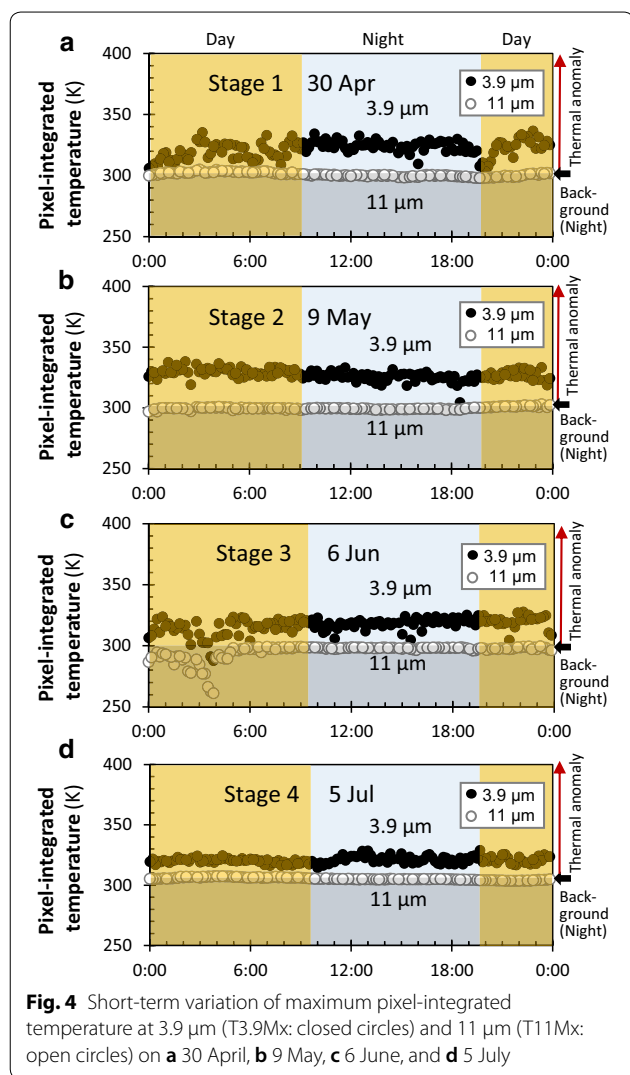 Day Night Day
a
400
350
300
250
Pixel-integrated
temperature (K)
Stage 1 30 Apr
3.9 µm
11 µm
3.9 µm
11 µm
Thermal anomaly
Back-
ground
(Night)
0:00 6:00 12:00 18:00 0:00
b
400
350
300
250
Pixel-integrated
temperature (K)
Stage 2 9 May
3.9 µm
11 µm
3.9 µm
11 µm
Thermal anomaly
Back-
ground
(Night)
0:00 6:00 12:00 18:00 0:00
c
400
350
300
250
Pixel-integrated
temperature (K)
Stage 3 6 Jun
3.9 µm
11 µm
3.9 µm
11 µm
Thermal anomaly
Back-
ground
(Night)
0:00 6:00 12:00 18:00 0:00
d
400
350
300
250
Pixel-integrated
temperature (K)
Stage 4 5 Jul
3.9 µm
11 µm
3.9 µm
11 µm
Thermal anomaly
Back-
ground
(Night)
0:00 6:00 12:00 18:00 0:00
Fig. 4 Short-term variation of maximum pixel-integrated
temperature at 3.9 µm (T3.9Mx: closed circles) and 11 µm (T11Mx:
open circles) on a 30 April, b 9 May, c 6 June, and d 5 July